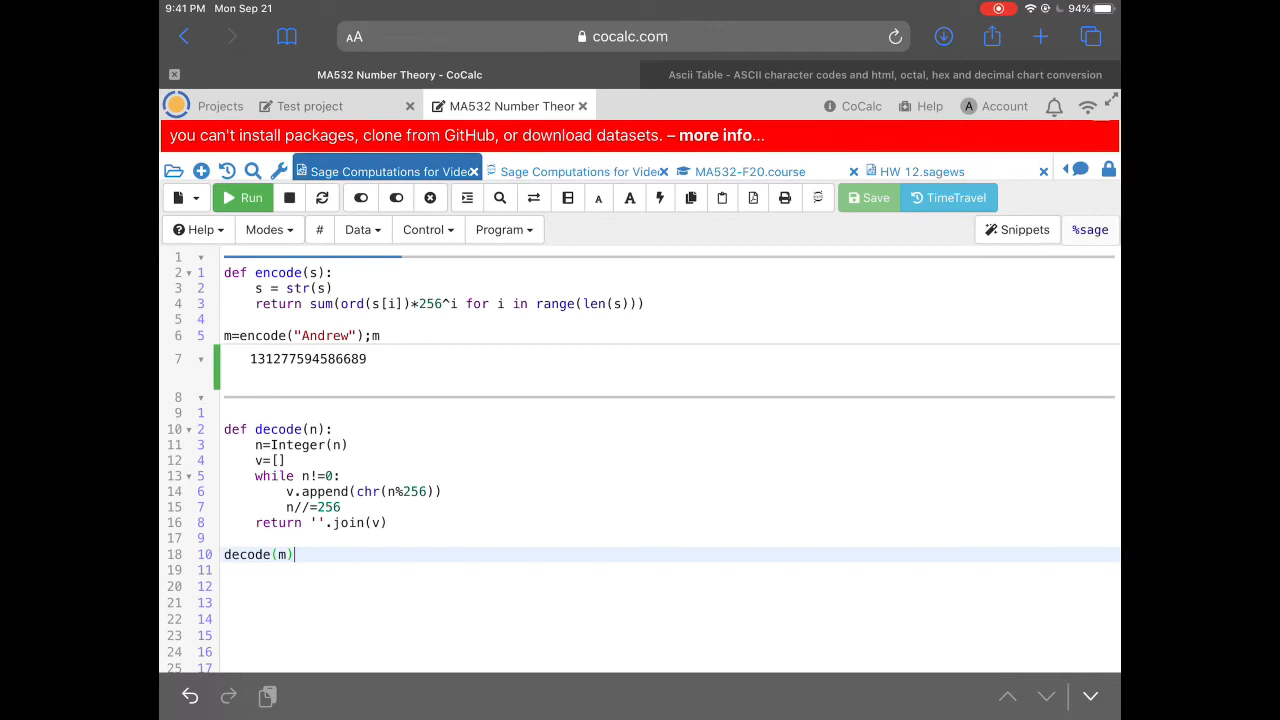 9:41 PM Mon Sep 21 94%
AA cocalc.com
MA532 Number Theory - CoCalc Ascii Table - ASCII character codes and html, octal, hex and decimal chart conversion
Projects Test project MA532 Number Theor CoCalc Help A Account
you can't install packages, clone from GitHub, or download datasets. – more info...
Sage Computations for Videc Sage Computations for Videc MA532-F20.course HW 12.sagews
Run A A Save TimeTravel
Help # Modes Data Control Program Snippets %sage
1
2 1 def encode(s):
3 2 s = str(s)
4 3 return sum(ord(s[i])*256^i for i in range(len(s)))
5 4
6 5 m=encode("Andrew");m
7 131277594586689
8
9 1
10 2 def decode(n):
11 3 n=Integer(n)
12 4 v=[]
13 5 while n!=0:
14 6 v.append(chr(n%256))
15 7 n//=256
16 8 return ''.join(v)
17 9
18 10 decode(m)
19 11
20 12
21 13
22 14
23 15
24 16
25 17